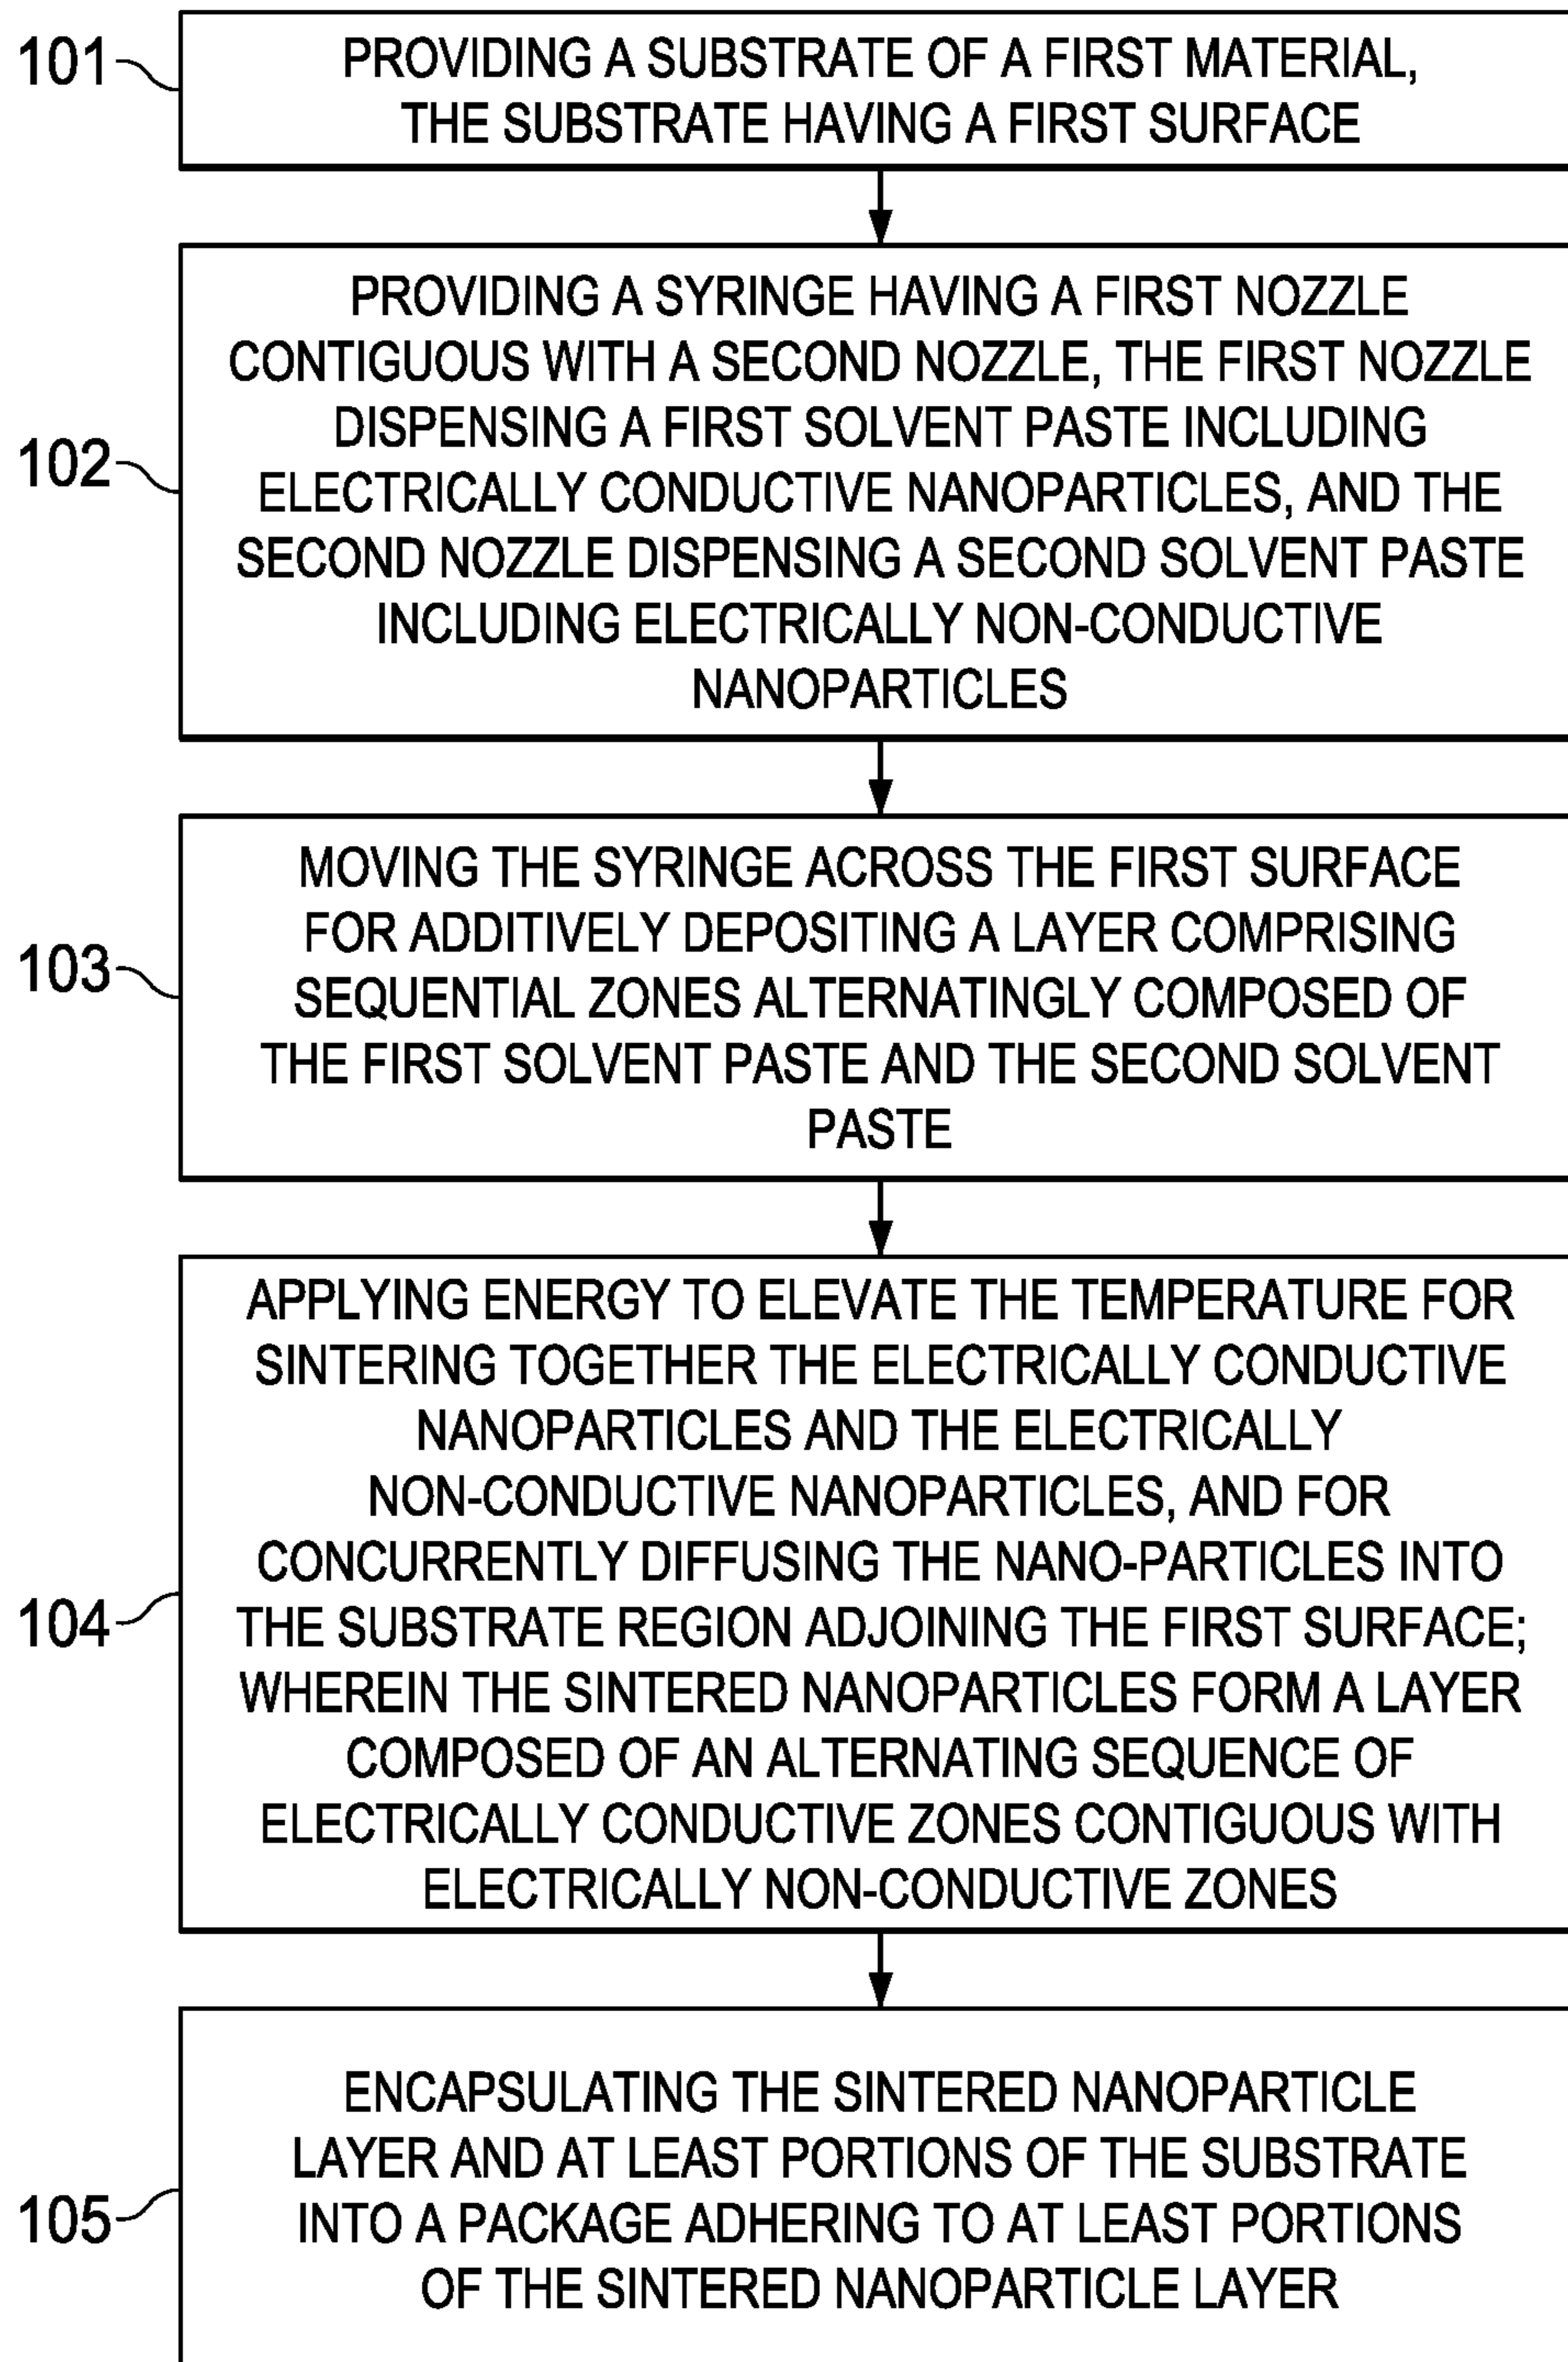 101
PROVIDING A SUBSTRATE OF A FIRST MATERIAL,
THE SUBSTRATE HAVING A FIRST SURFACE
102
PROVIDING A SYRINGE HAVING A FIRST NOZZLE
CONTIGUOUS WITH A SECOND NOZZLE, THE FIRST NOZZLE
DISPENSING A FIRST SOLVENT PASTE INCLUDING
ELECTRICALLY CONDUCTIVE NANOPARTICLES, AND THE
SECOND NOZZLE DISPENSING A SECOND SOLVENT PASTE
INCLUDING ELECTRICALLY NON-CONDUCTIVE
NANOPARTICLES
103
MOVING THE SYRINGE ACROSS THE FIRST SURFACE
FOR ADDITIVELY DEPOSITING A LAYER COMPRISING
SEQUENTIAL ZONES ALTERNATINGLY COMPOSED OF
THE FIRST SOLVENT PASTE AND THE SECOND SOLVENT
PASTE
104
APPLYING ENERGY TO ELEVATE THE TEMPERATURE FOR
SINTERING TOGETHER THE ELECTRICALLY CONDUCTIVE
NANOPARTICLES AND THE ELECTRICALLY
NON-CONDUCTIVE NANOPARTICLES, AND FOR
CONCURRENTLY DIFFUSING THE NANO-PARTICLES INTO
THE SUBSTRATE REGION ADJOINING THE FIRST SURFACE;
WHEREIN THE SINTERED NANOPARTICLES FORM A LAYER
COMPOSED OF AN ALTERNATING SEQUENCE OF
ELECTRICALLY CONDUCTIVE ZONES CONTIGUOUS WITH
ELECTRICALLY NON-CONDUCTIVE ZONES
105
ENCAPSULATING THE SINTERED NANOPARTICLE
LAYER AND AT LEAST PORTIONS OF THE SUBSTRATE
INTO A PACKAGE ADHERING TO AT LEAST PORTIONS
OF THE SINTERED NANOPARTICLE LAYER